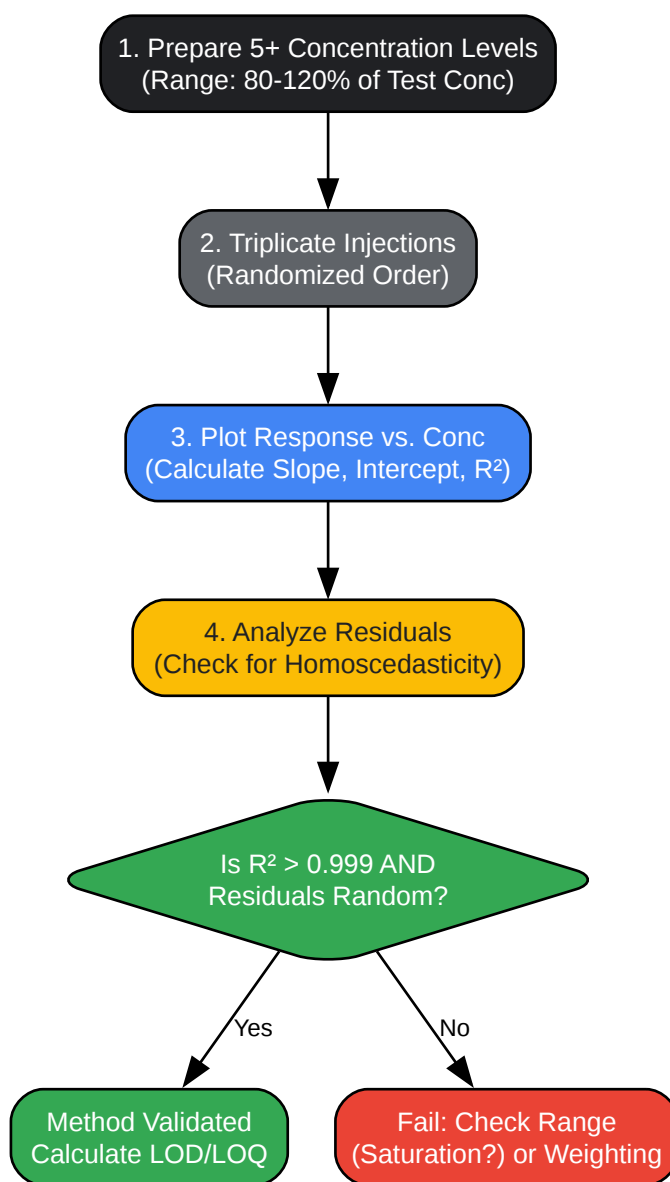 1. Prepare 5+ Concentration Levels
(Range: 80-120% of Test Conc)
2. Triplicate Injections
(Randomized Order)
3. Plot Response vs. Conc
(Calculate Slope, Intercept, R²)
4. Analyze Residuals
(Check for Homoscedasticity)
Is R² > 0.999 AND
Residuals Random?
Yes
No
Method Validated
Calculate LOD/LOQ
Fail: Check Range
(Saturation?) or Weighting